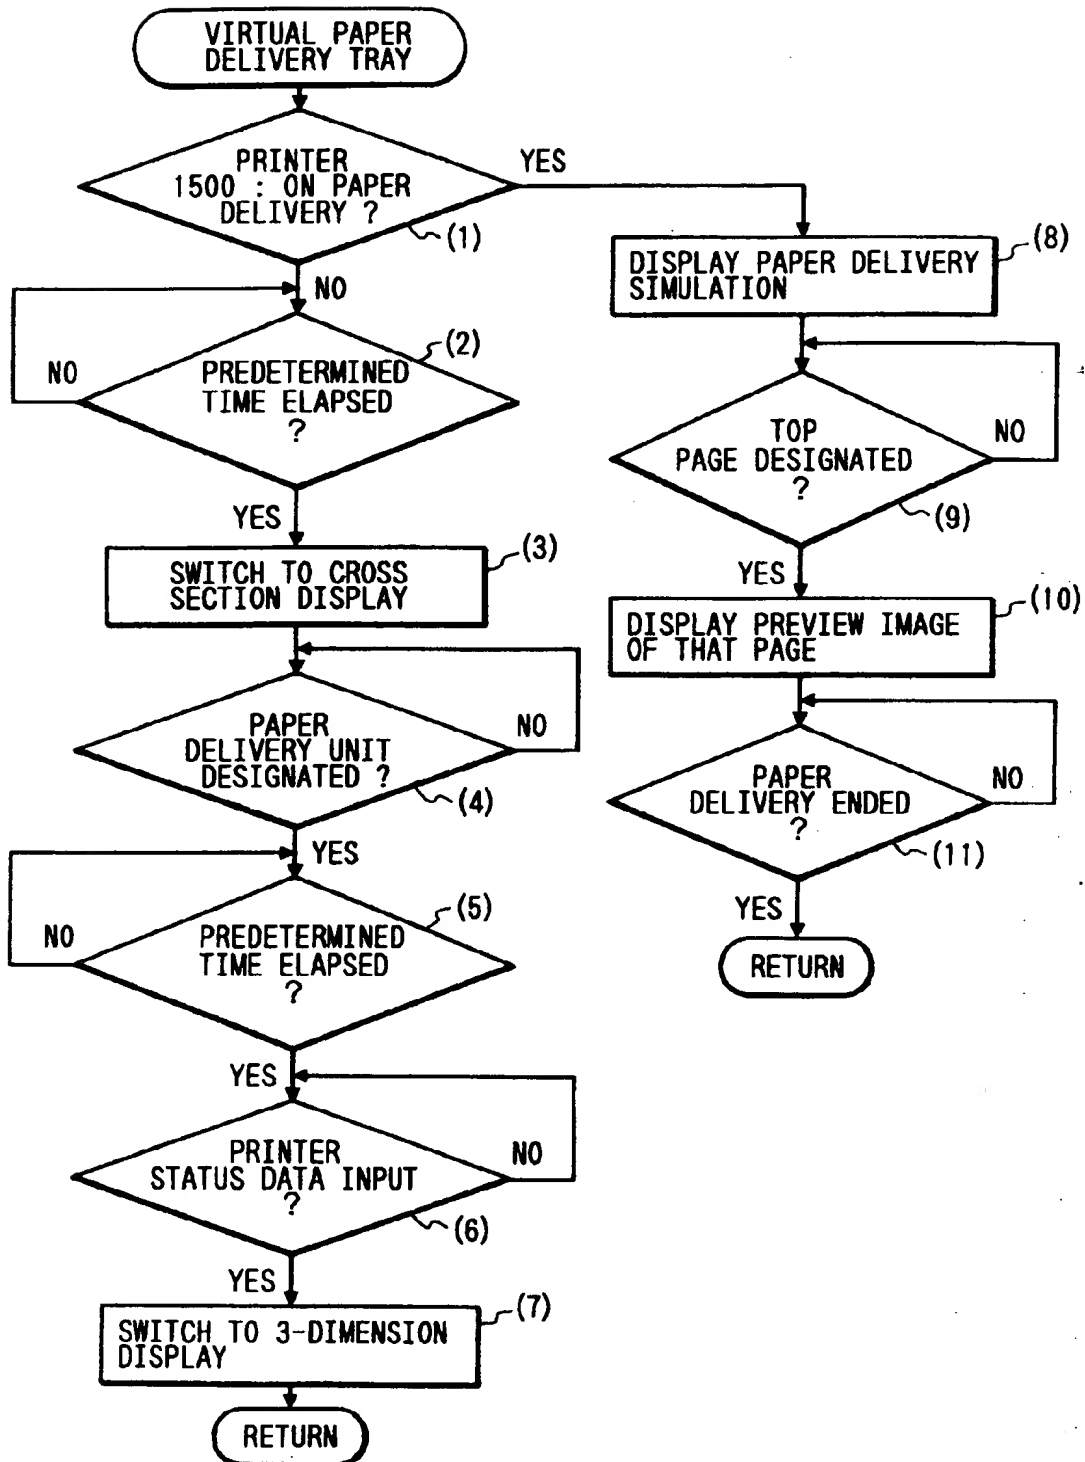 VIRTUAL PAPER
DELIVERY TRAY
PRINTER
1500 : ON PAPER
DELIVERY ?
(1)
YES
NO
(2)
PREDETERMINED
TIME ELAPSED
?
NO
YES
(3)
SWITCH TO CROSS
SECTION DISPLAY
PAPER
DELIVERY UNIT
DESIGNATED ?
NO
(4)
YES
(5)
PREDETERMINED
TIME ELAPSED
?
NO
YES
PRINTER
STATUS DATA INPUT
?
NO
(6)
YES
(7)
SWITCH TO 3-DIMENSION
DISPLAY
RETURN
(8)
DISPLAY PAPER DELIVERY
SIMULATION
TOP
PAGE DESIGNATED
?
NO
(9)
YES
(10)
DISPLAY PREVIEW IMAGE
OF THAT PAGE
PAPER
DELIVERY ENDED
?
NO
(11)
YES
RETURN